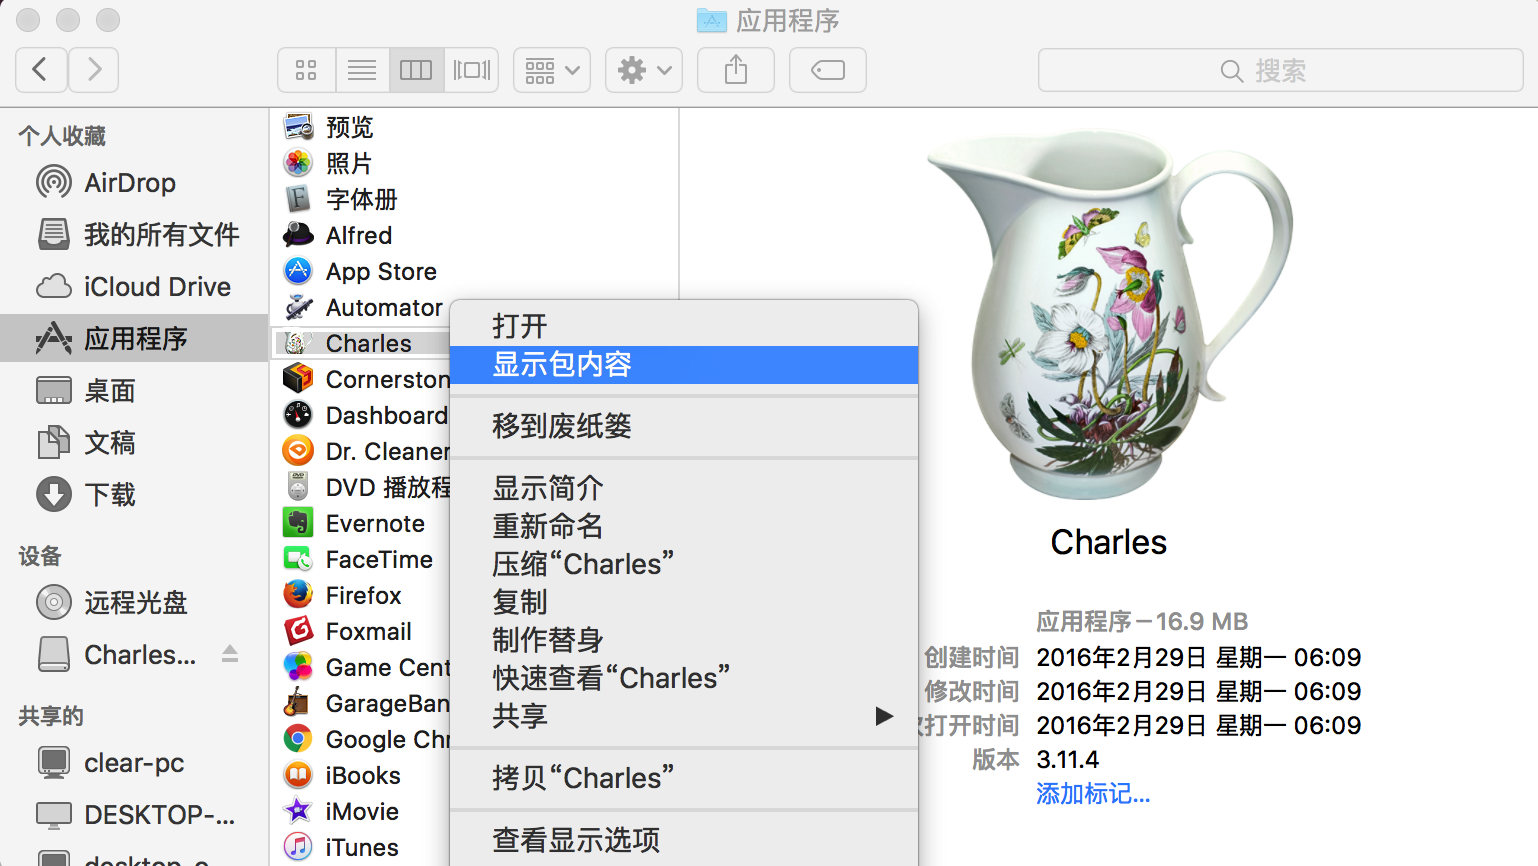 应用程序
搜索
个人收藏
AirDrop
我的所有文件
iCloud Drive
应用程序
桌面
文稿
下载
设备
远程光盘
Charles...
共享的
clear-pc
DESKTOP-...
预览
照片
字体册
Alfred
App Store
Automator
Charles
Cornerston
Dashboard
Dr. Cleaner
DVD 播放程
Evernote
FaceTime
Firefox
Foxmail
Game Cent
GarageBan
Google Chr
iBooks
iMovie
iTunes
打开
显示包内容
移到废纸篓
显示简介
重新命名
压缩“Charles”
复制
制作替身
快速查看“Charles”
共享
拷贝“Charles”
查看显示选项
Charles
应用程序 – 16.9 MB
创建时间 2016年2月29日 星期一 06:09
修改时间 2016年2月29日 星期一 06:09
打开时间 2016年2月29日 星期一 06:09
版本 3.11.4
添加标记...